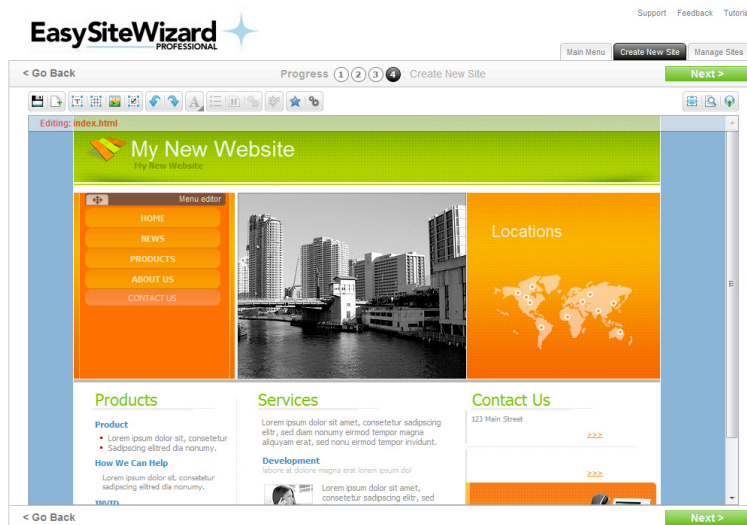 Support Feedback Tutoria
EasySiteWizard
PROFESSIONAL
Main Menu Create New Site Manage Sites
< Go Back
Progress 1 2 3 4 Create New Site
Next >
Editing: index.html
My New Website
My New Website
Menu editor
HOME
NEWS
PRODUCTS
ABOUT US
CONTACT US
Locations
Products
Product
Lorem ipsum dolor sit, consetetur
Sadipscing elitred dia nonumy.
How We Can Help
Lorem ipsum dolor sit, consetetur
sadipscing elitred dia nonumy.
INVID
Services
Lorem ipsum dolor sit amet, consetetur sadipscing
elitr, sed diam nonumy eirmod tempor magna
aliquyam erat, sed nonu eirmod tempor invidunt.
Development
labore at dolore magna erat lorem ipsum dol
Lorem ipsum dolor sit amet,
consetetur sadipscing elitr, sed
Contact Us
123 Main Street
>>>
>>>
< Go Back
Next >